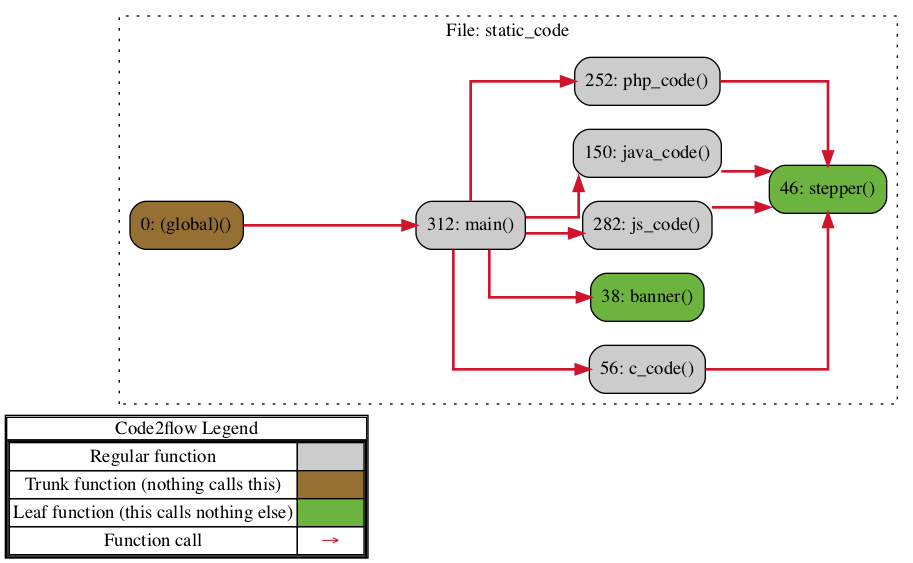 File: static_code
252: php_code()
150: java_code()
46: stepper()
0: (global)()
312: main()
282: js_code()
38: banner()
56: c_code()
Code2flow Legend
Regular function
Trunk function (nothing calls this)
Leaf function (this calls nothing else)
Function call →